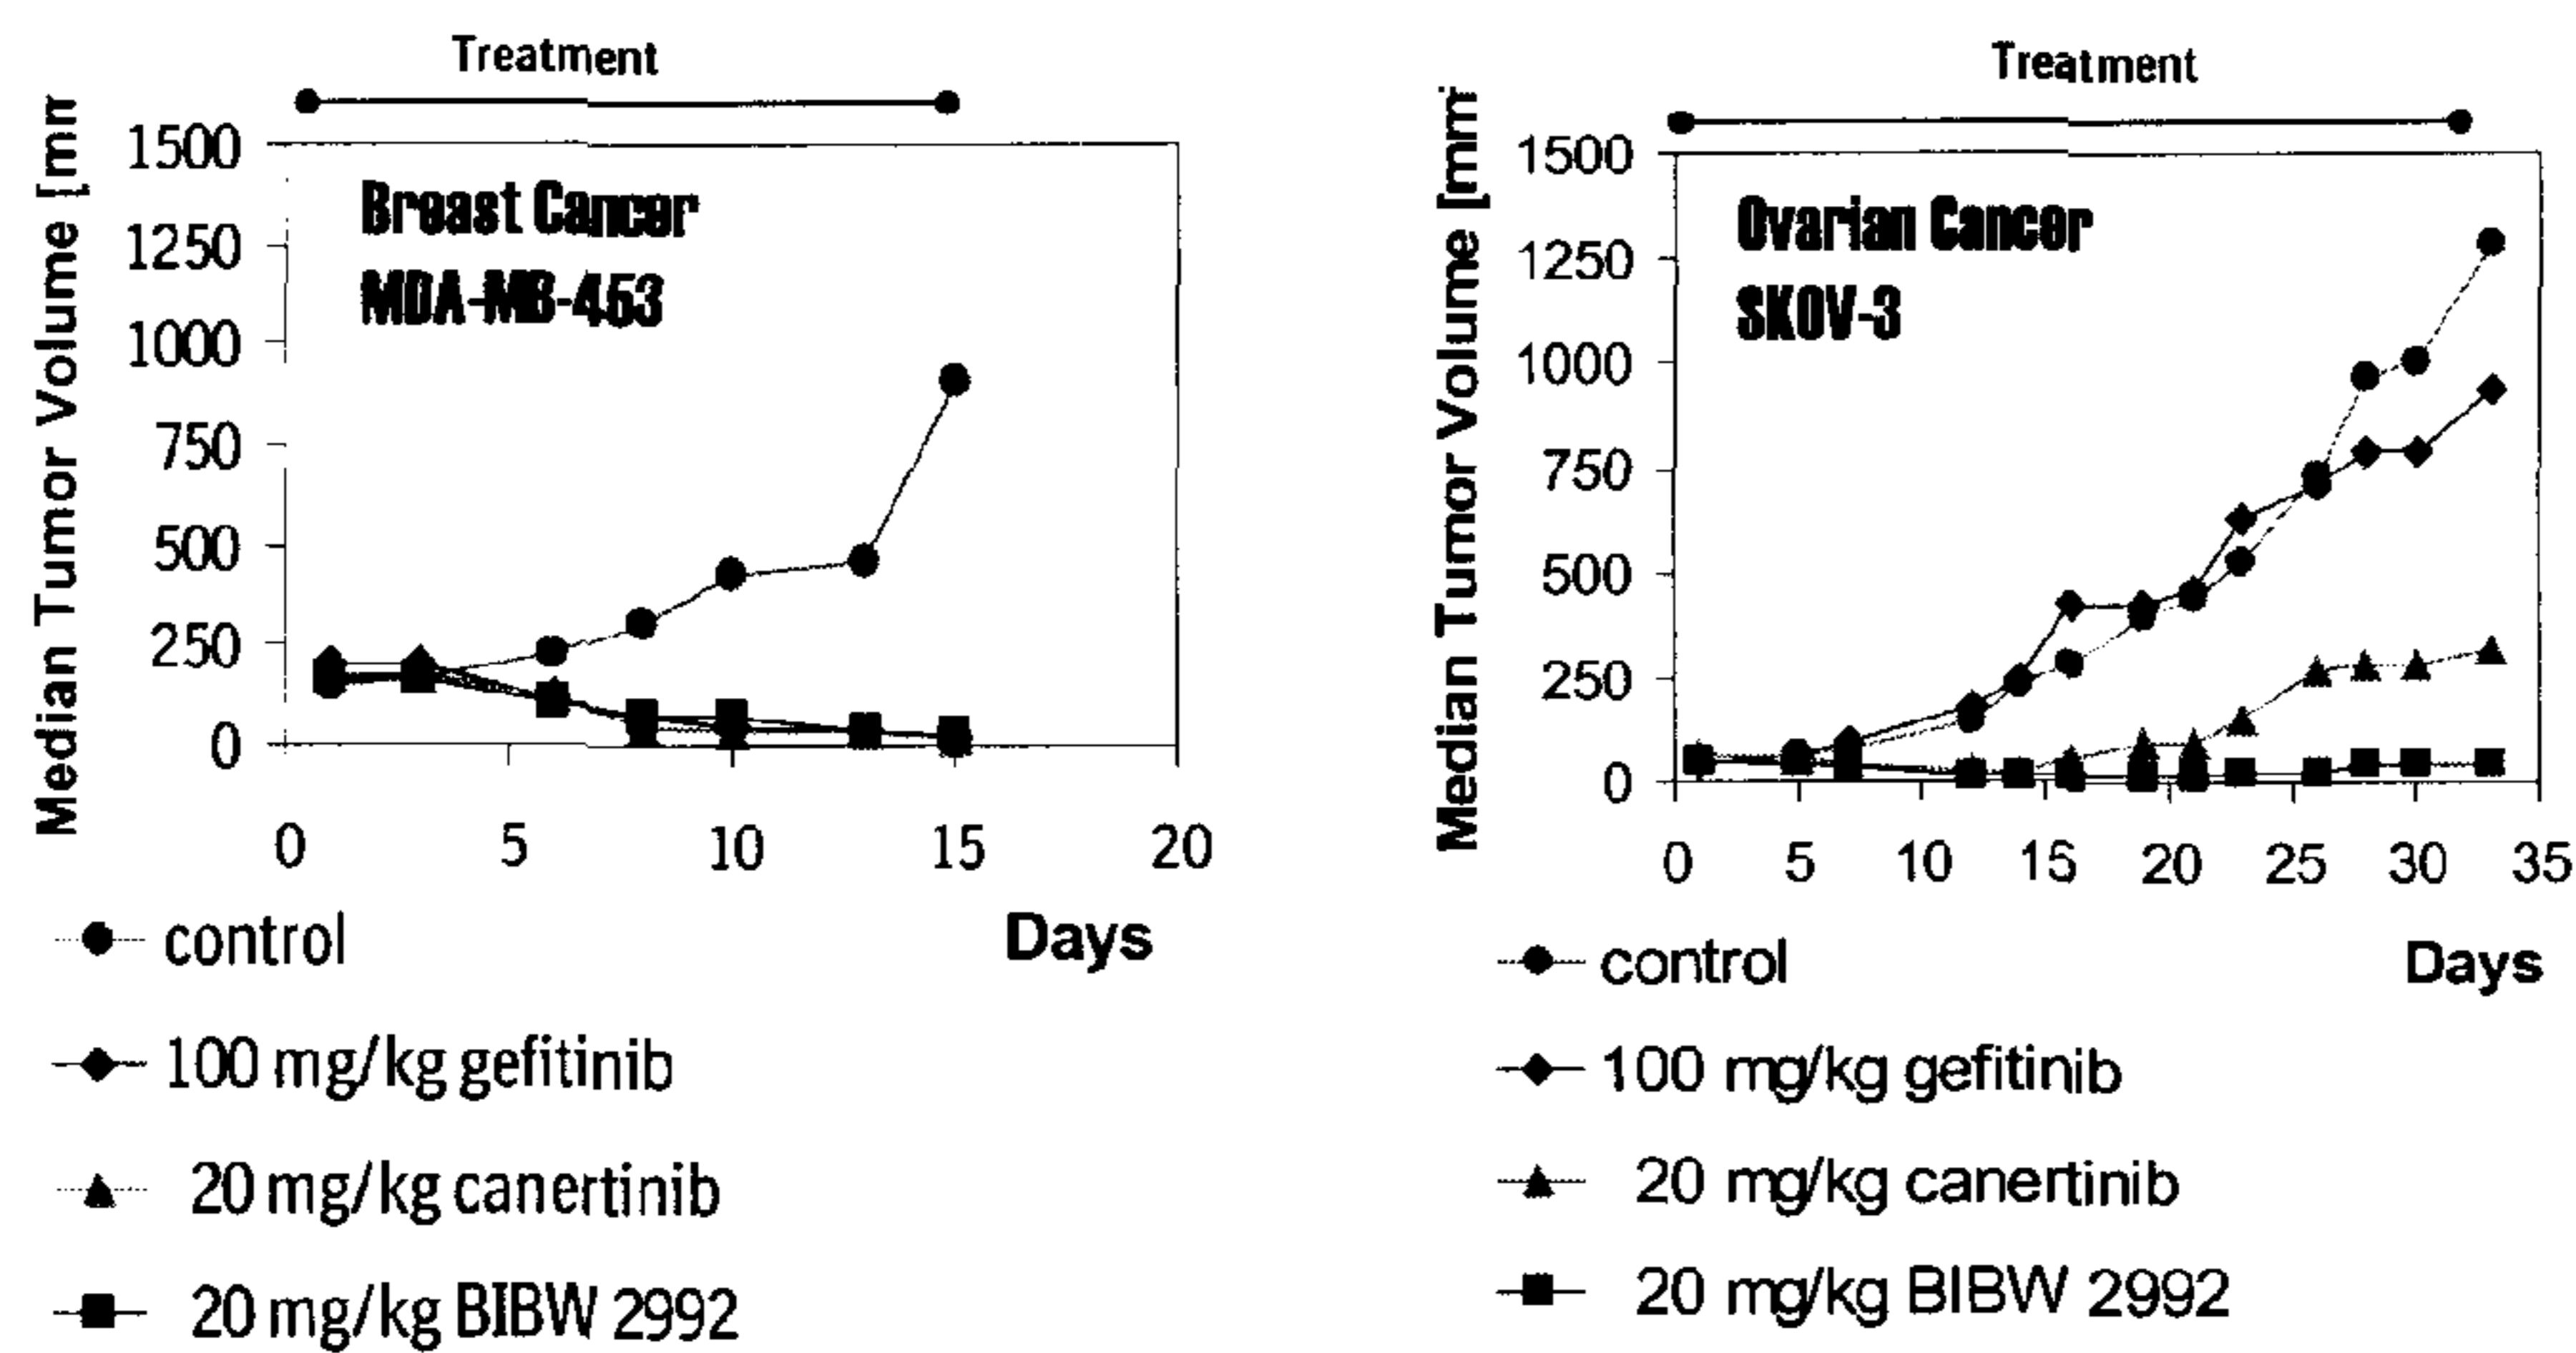 Treatment
Median Tumor Volume [mm
1500
1250
1000
750
500
250
0
Breast Cancer
MDA-MB-453
0 5 10 15 20
Days
control
100 mg/kg gefitinib
20 mg/kg canertinib
20 mg/kg BIBW 2992
Treatment
Median Tumor Volume [mm
1500
1250
1000
750
500
250
0
Ovarian Cancer
SKOV-3
0 5 10 15 20 25 30 35
Days
control
100 mg/kg gefitinib
20 mg/kg canertinib
20 mg/kg BIBW 2992